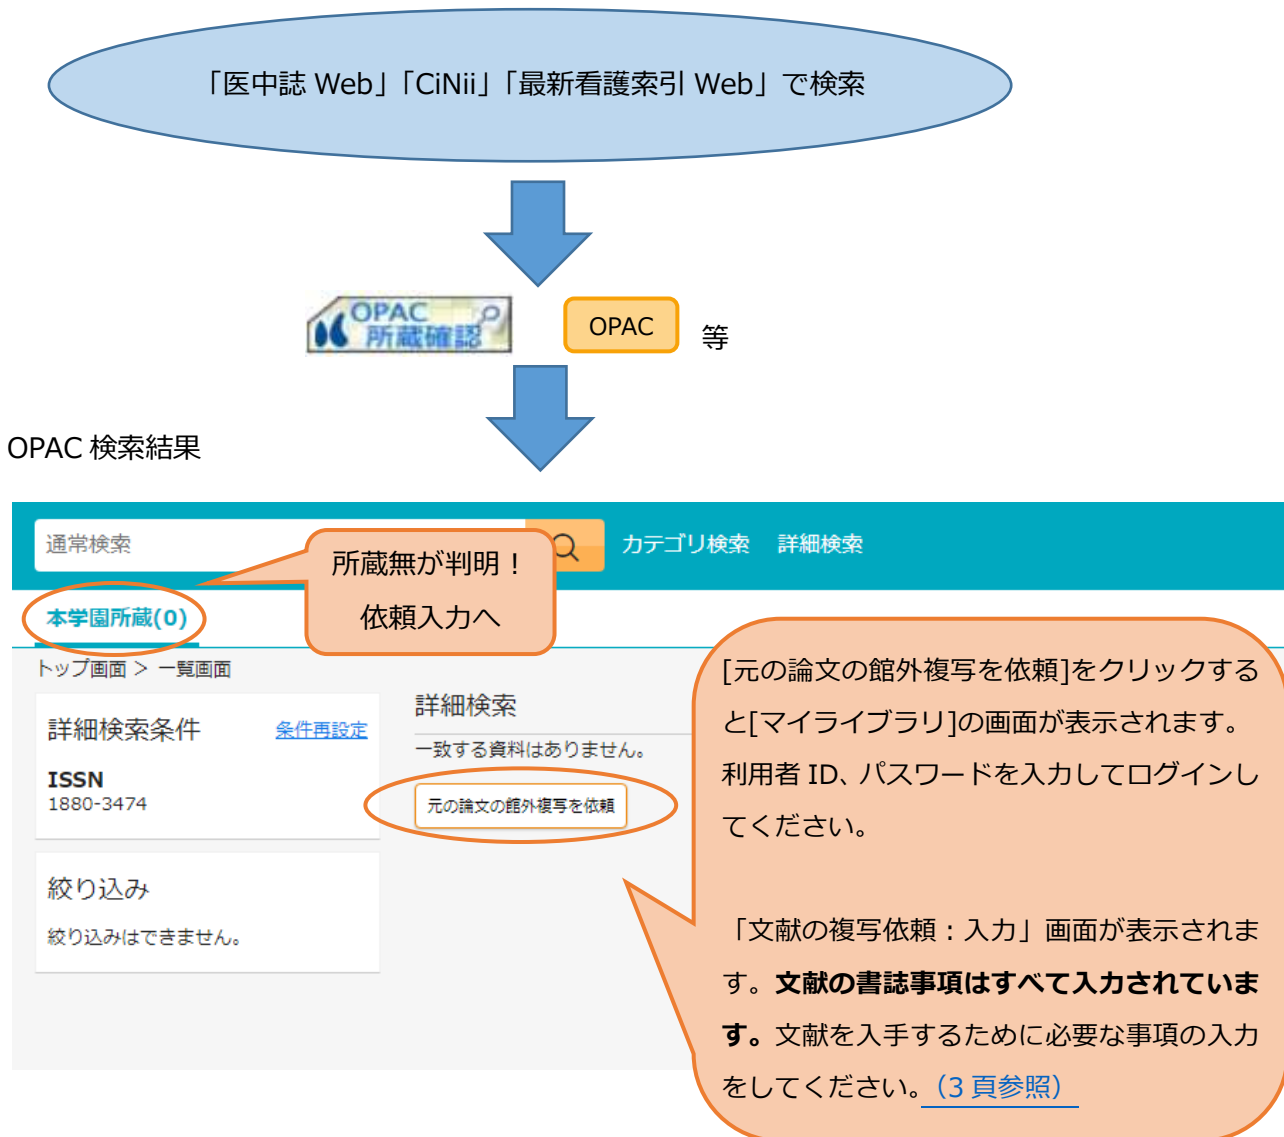 「医中誌 Web」「CiNii」「最新看護索引 Web」で検索
OPAC
所蔵確認
OPAC
等
OPAC 検索結果
通常検索
カテゴリ検索 詳細検索
所蔵無が判明！
依頼入力へ
本学園所蔵(0)
トップ画面 > 一覧画面
詳細検索条件 条件再設定
ISSN
1880-3474
絞り込み
絞り込みはできません。
詳細検索
一致する資料はありません。
元の論文の館外複写を依頼
[元の論文の館外複写を依頼]をクリックする
と[マイライブラリ]の画面が表示されます。
利用者 ID、パスワードを入力してログインし
てください。
「文献の複写依頼：入力」画面が表示されま
す。文献の書誌事項はすべて入力されていま
す。文献を入手するために必要な事項の入力
をしてください。（3 頁参照）